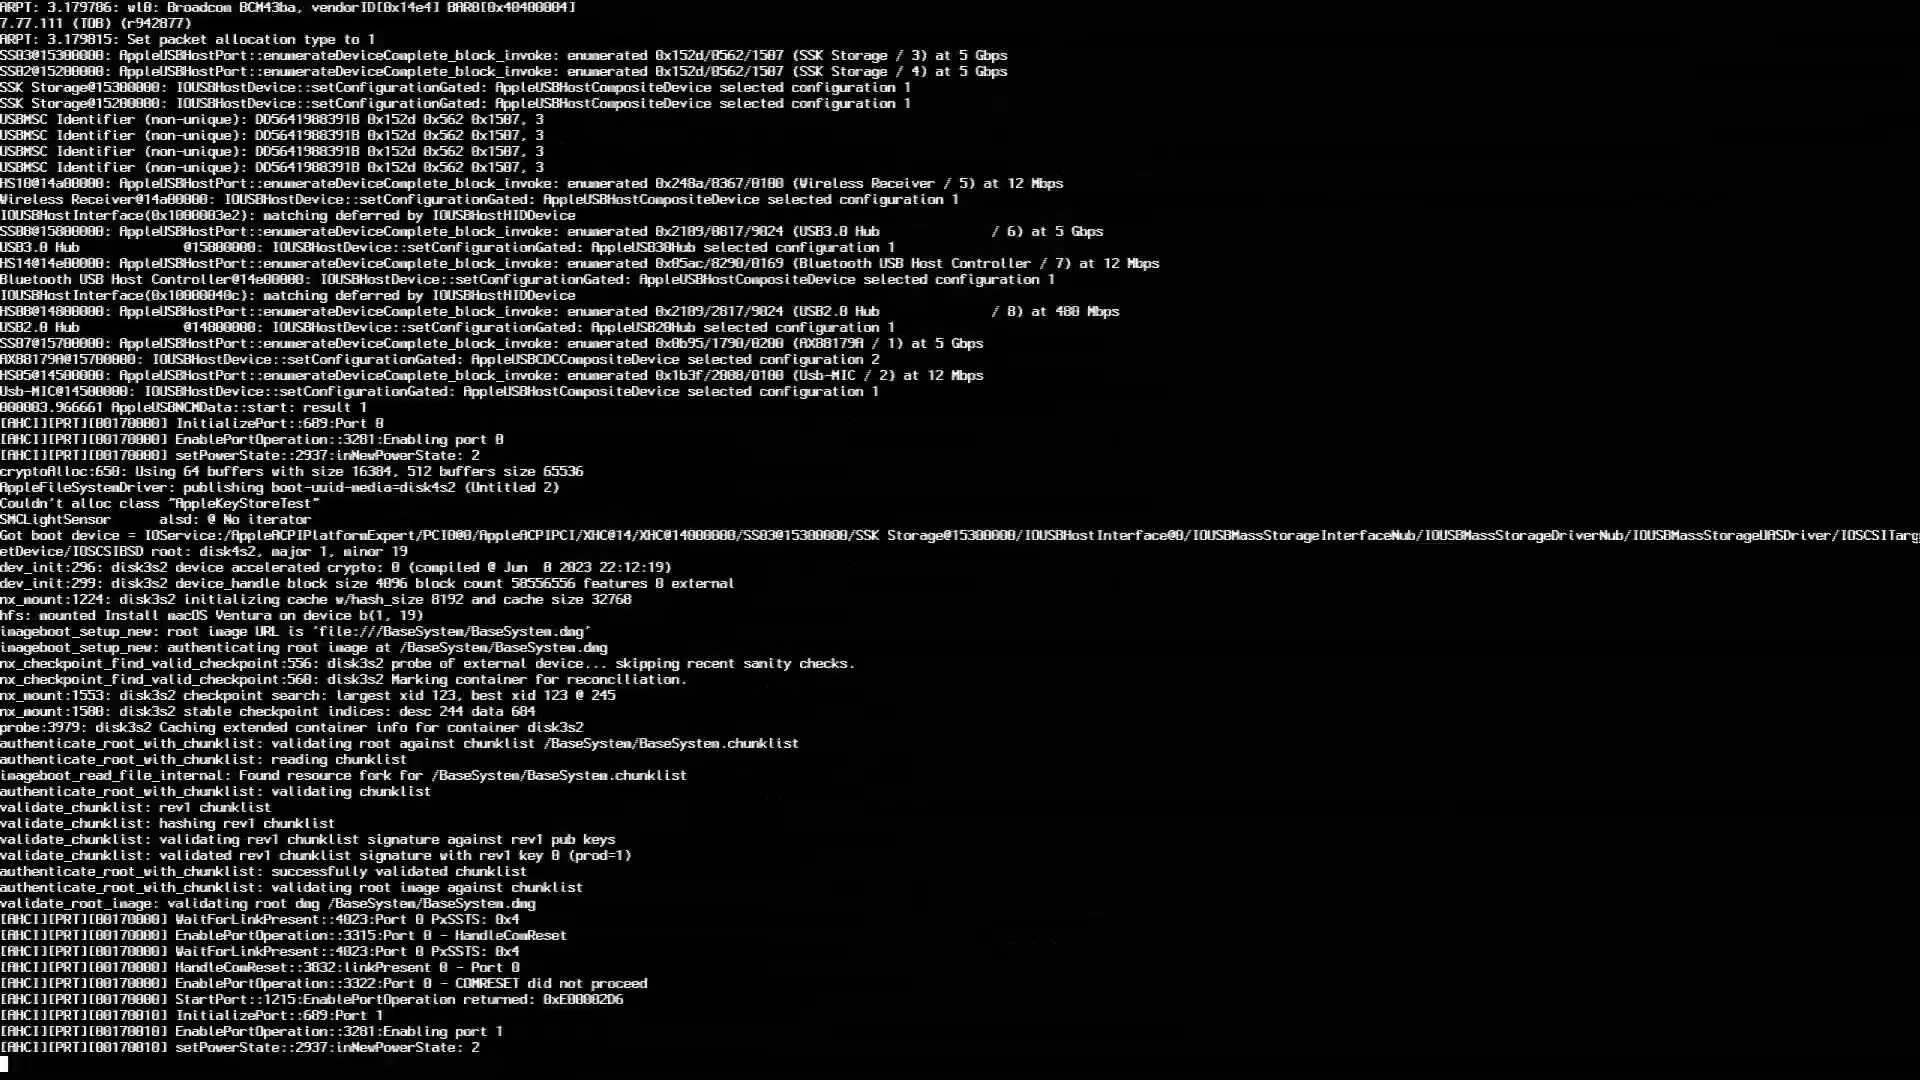 ARPT: 3.179786: wl0: Broadcom BCM43ba, vendorID[0x14e4] BAR0[0x40400004]
7.77.111 (TOB) (r942877)
ARPT: 3.179815: Set packet allocation type to 1
SS03@15300000: AppleUSBHostPort::enumerateDeviceComplete_block_invoke: enumerated 0x152d/0562/1507 (SSK Storage / 3) at 5 Gbps
SS02@15200000: AppleUSBHostPort::enumerateDeviceComplete_block_invoke: enumerated 0x152d/0562/1507 (SSK Storage / 4) at 5 Gbps
SSK Storage@15300000: IOUSBHostDevice::setConfigurationGated: AppleUSBHostCompositeDevice selected configuration 1
SSK Storage@15200000: IOUSBHostDevice::setConfigurationGated: AppleUSBHostCompositeDevice selected configuration 1
USBMSC Identifier (non-unique): DD5641988391B 0x152d 0x562 0x1507, 3
USBMSC Identifier (non-unique): DD5641988391B 0x152d 0x562 0x1507, 3
USBMSC Identifier (non-unique): DD5641988391B 0x152d 0x562 0x1507, 3
USBMSC Identifier (non-unique): DD5641988391B 0x152d 0x562 0x1507, 3
HS10@14a00000: AppleUSBHostPort::enumerateDeviceComplete_block_invoke: enumerated 0x248a/8367/0100 (Wireless Receiver / 5) at 12 Mbps
Wireless Receiver@14a00000: IOUSBHostDevice::setConfigurationGated: AppleUSBHostCompositeDevice selected configuration 1
IOUSBHostInterface(0x1000003e2): matching deferred by IOUSBHostHIDDevice
SS08@15800000: AppleUSBHostPort::enumerateDeviceComplete_block_invoke: enumerated 0x2109/0817/9024 (USB3.0 Hub / 6) at 5 Gbps
USB3.0 Hub @15800000: IOUSBHostDevice::setConfigurationGated: AppleUSB30Hub selected configuration 1
HS14@14e00000: AppleUSBHostPort::enumerateDeviceComplete_block_invoke: enumerated 0x05ac/8290/0169 (Bluetooth USB Host Controller / 7) at 12 Mbps
Bluetooth USB Host Controller@14e00000: IOUSBHostDevice::setConfigurationGated: AppleUSBHostCompositeDevice selected configuration 1
IOUSBHostInterface(0x10000040c): matching deferred by IOUSBHostHIDDevice
HS08@14800000: AppleUSBHostPort::enumerateDeviceComplete_block_invoke: enumerated 0x2109/2817/9024 (USB2.0 Hub / 8) at 480 Mbps
USB2.0 Hub @14800000: IOUSBHostDevice::setConfigurationGated: AppleUSB20Hub selected configuration 1
SS07@15700000: AppleUSBHostPort::enumerateDeviceComplete_block_invoke: enumerated 0x0b95/1790/0200 (AX88179A / 1) at 5 Gbps
AX88179A@15700000: IOUSBHostDevice::setConfigurationGated: AppleUSBCDCCompositeDevice selected configuration 2
HS05@14500000: AppleUSBHostPort::enumerateDeviceComplete_block_invoke: enumerated 0x1b3f/2008/0100 (Usb-MIC / 2) at 12 Mbps
Usb-MIC@14500000: IOUSBHostDevice::setConfigurationGated: AppleUSBHostCompositeDevice selected configuration 1
000003.966661 AppleUSBNCMData::start: result 1
[AHCI][PRT][00170000] InitializePort::689:Port 0
[AHCI][PRT][00170000] EnablePortOperation::3281:Enabling port 0
[AHCI][PRT][00170000] setPowerState::2937:inNewPowerState: 2
cryptoAlloc:650: Using 64 buffers with size 16384, 512 buffers size 65536
AppleFileSystemDriver: publishing boot-uuid-media=disk4s2 (Untitled 2)
Couldn't alloc class "AppleKeyStoreTest"
SMCLightSensor alsd: @ No iterator
Got boot device = IOService:/AppleACPIPlatformExpert/PCI0@0/AppleACPIPCI/XHC@14/XHC@14000000/SS03@15300000/SSK Storage@15300000/IOUSBHostInterface@0/IOUSBMassStorageInterfaceNub/IOUSBMassStorageDriverNub/IOUSBMassStorageUASDriver/IOSCSITarg
etDevice/IOSCSIBSD root: disk4s2, major 1, minor 19
dev_init:296: disk3s2 device accelerated crypto: 0 (compiled @ Jun  8 2023 22:12:19)
dev_init:299: disk3s2 device_handle block size 4096 block count 50556556 features 0 external
nx_mount:1224: disk3s2 initializing cache w/hash_size 8192 and cache size 32768
hfs: mounted Install macOS Ventura on device b(1, 19)
imageboot_setup_new: root image URL is 'file:///BaseSystem/BaseSystem.dmg'
imageboot_setup_new: authenticating root image at /BaseSystem/BaseSystem.dmg
nx_checkpoint_find_valid_checkpoint:556: disk3s2 probe of external device... skipping recent sanity checks.
nx_checkpoint_find_valid_checkpoint:560: disk3s2 Marking container for reconciliation.
nx_mount:1553: disk3s2 checkpoint search: largest xid 123, best xid 123 @ 245
nx_mount:1580: disk3s2 stable checkpoint indices: desc 244 data 684
probe:3979: disk3s2 Caching extended container info for container disk3s2
authenticate_root_with_chunklist: validating root against chunklist /BaseSystem/BaseSystem.chunklist
authenticate_root_with_chunklist: reading chunklist
imageboot_read_file_internal: Found resource fork for /BaseSystem/BaseSystem.chunklist
authenticate_root_with_chunklist: validating chunklist
validate_chunklist: rev1 chunklist
validate_chunklist: hashing rev1 chunklist
validate_chunklist: validating rev1 chunklist signature against rev1 pub keys
validate_chunklist: validated rev1 chunklist signature with rev1 key 0 (prod=1)
authenticate_root_with_chunklist: successfully validated chunklist
authenticate_root_with_chunklist: validating root image against chunklist
validate_root_image: validating root dmg /BaseSystem/BaseSystem.dmg
[AHCI][PRT][00170000] WaitForLinkPresent::4023:Port 0 PxSSTS: 0x4
[AHCI][PRT][00170000] EnablePortOperation::3315:Port 0 - HandleComReset
[AHCI][PRT][00170000] WaitForLinkPresent::4023:Port 0 PxSSTS: 0x4
[AHCI][PRT][00170000] HandleComReset::3832:linkPresent 0 - Port 0
[AHCI][PRT][00170000] EnablePortOperation::3322:Port 0 - COMRESET did not proceed
[AHCI][PRT][00170000] StartPort::1215:EnablePortOperation returned: 0xE00002D6
[AHCI][PRT][00170010] InitializePort::689:Port 1
[AHCI][PRT][00170010] EnablePortOperation::3281:Enabling port 1
[AHCI][PRT][00170010] setPowerState::2937:inNewPowerState: 2